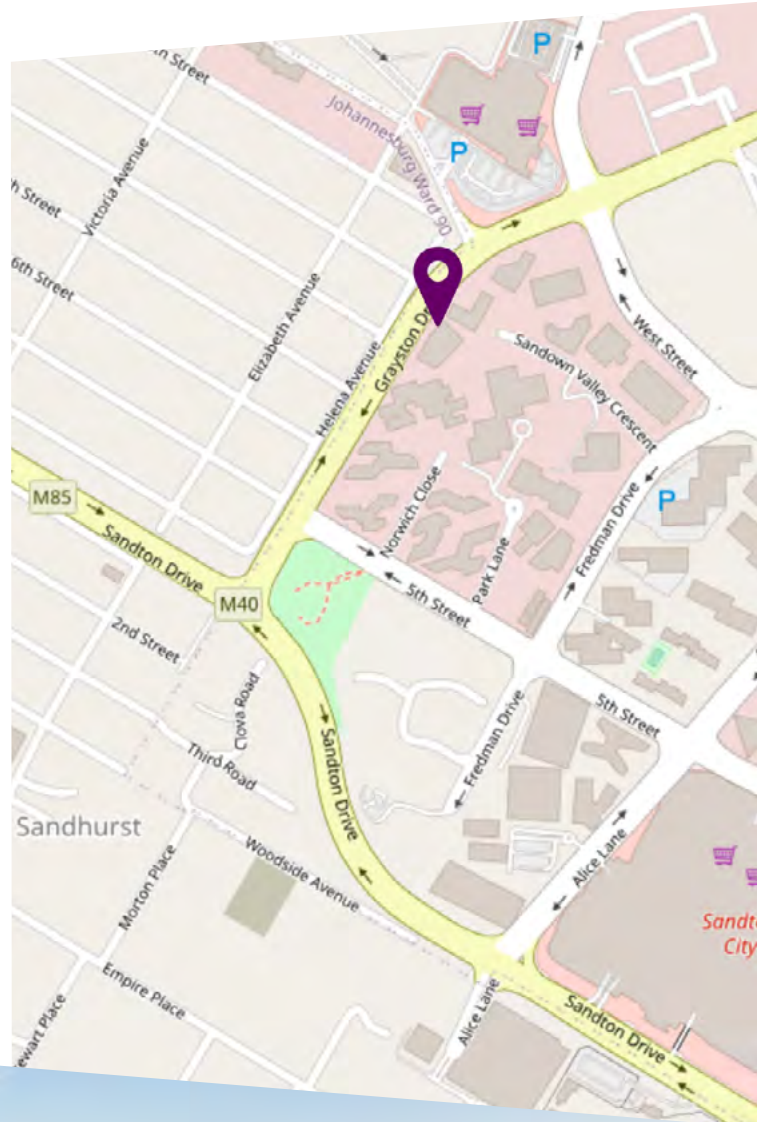 P
th Street
Johannesburg Ward 90
P
Victoria Avenue
h Street
6th Street
Elizabeth Avenue
West Street
Grayston Dr
Sandown Valley Crescent
Helena Avenue
M85
Norwich Close
P
Fredman Drive
Sandton Drive
M40
Park Lane
5th Street
2nd Street
Clova Road
5th Street
Fredman Drive
Third Road
Sandton Drive
Sandhurst
Woodside Avenue
Alice Lane
Morton Place
Sandt
City
Empire Place
Alice Lane
Sandton Drive
ewart Place